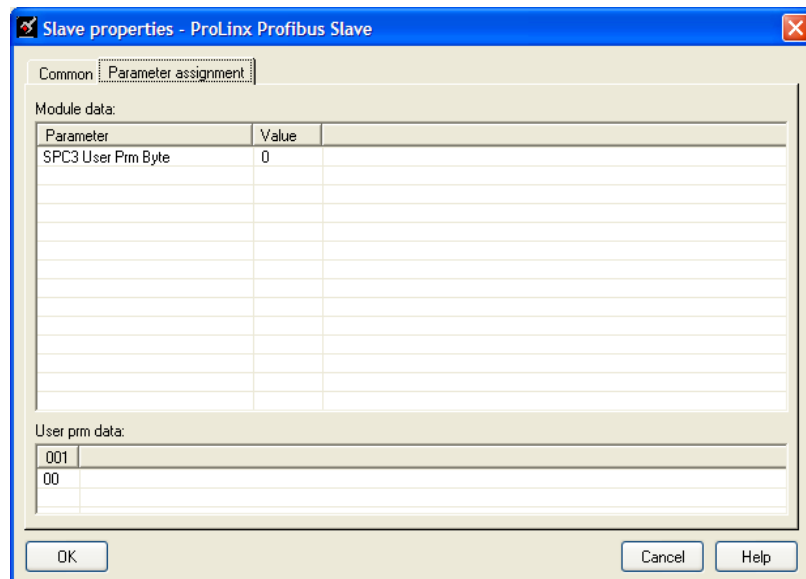 Slave properties - ProLinx Profibus Slave
Common Parameter assignment
Module data:
Parameter Value
SPC3 User Prm Byte 0
User prm data:
001
00
OK Cancel Help